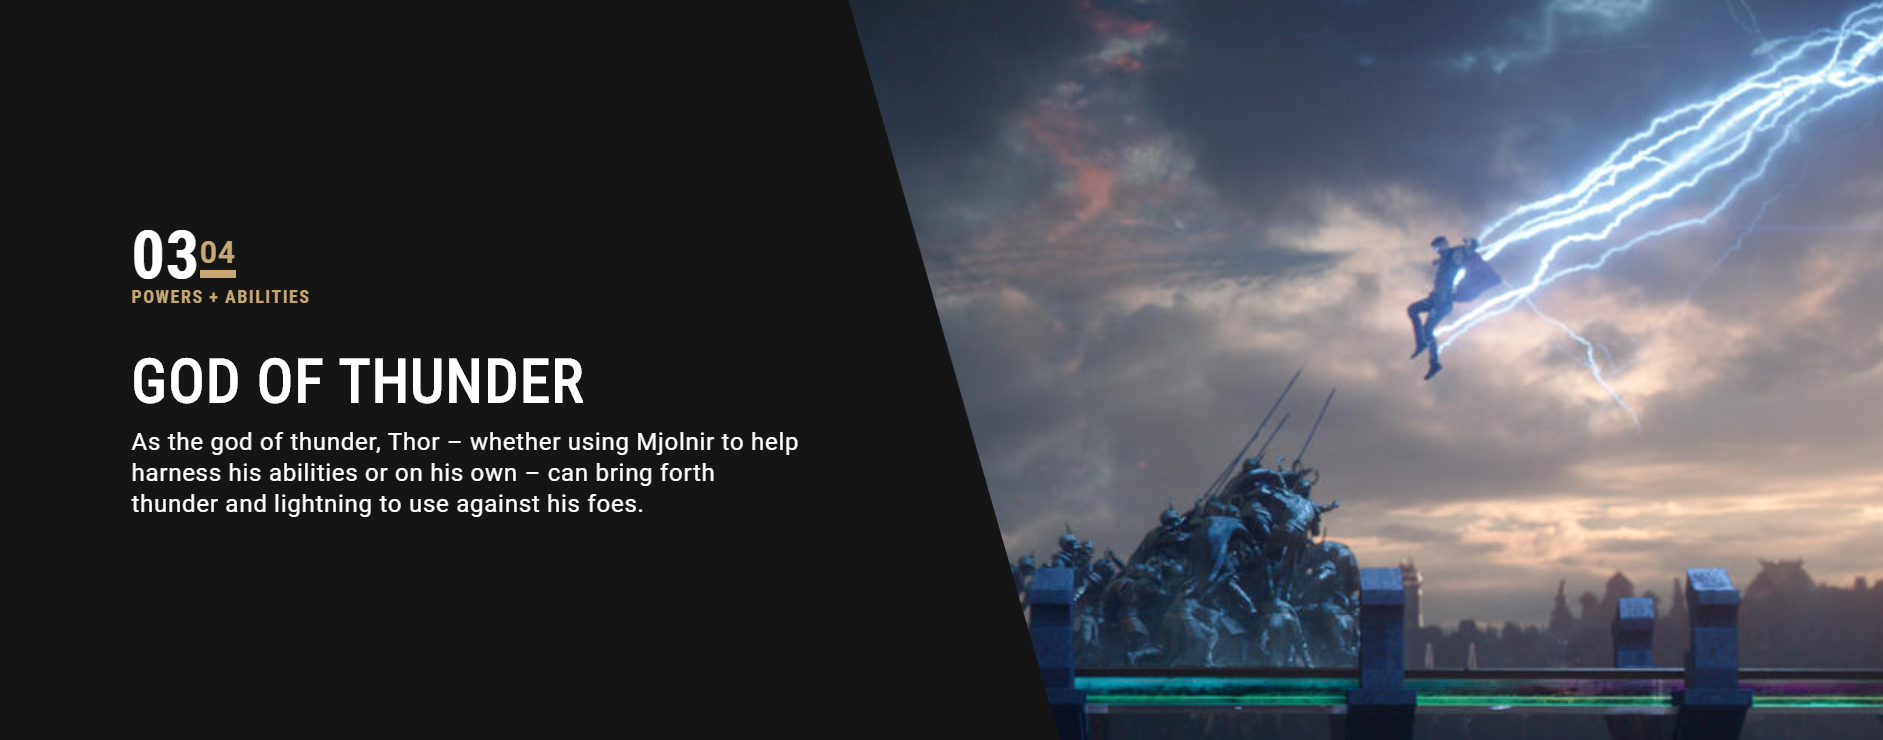 0304
POWERS + ABILITIES
GOD OF THUNDER
As the god of thunder, Thor – whether using Mjolnir to help
harness his abilities or on his own – can bring forth
thunder and lightning to use against his foes.